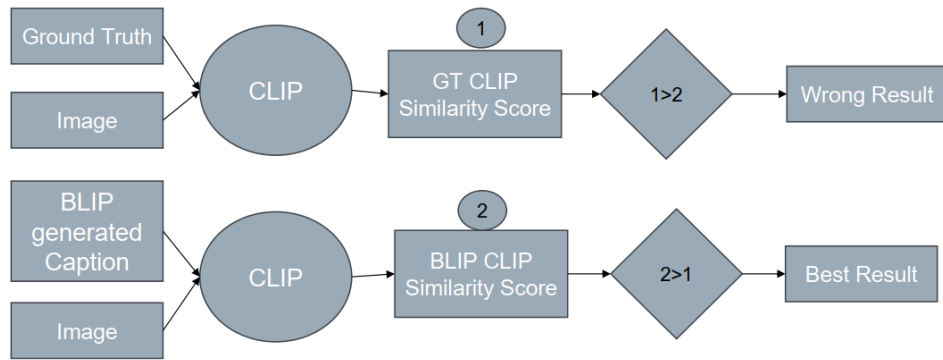 Ground Truth
Image
CLIP
1
GT CLIP
Similarity Score
1>2
Wrong Result
BLIP
generated
Caption
Image
CLIP
2
BLIP CLIP
Similarity Score
2>1
Best Result